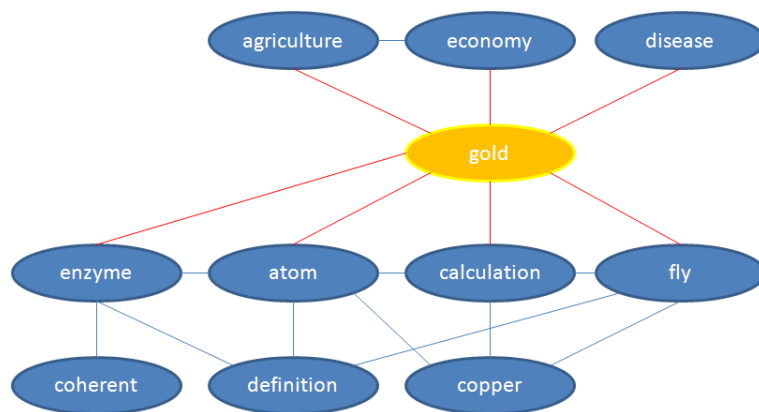 agriculture
economy
disease
gold
enzyme
atom
calculation
fly
coherent
definition
copper